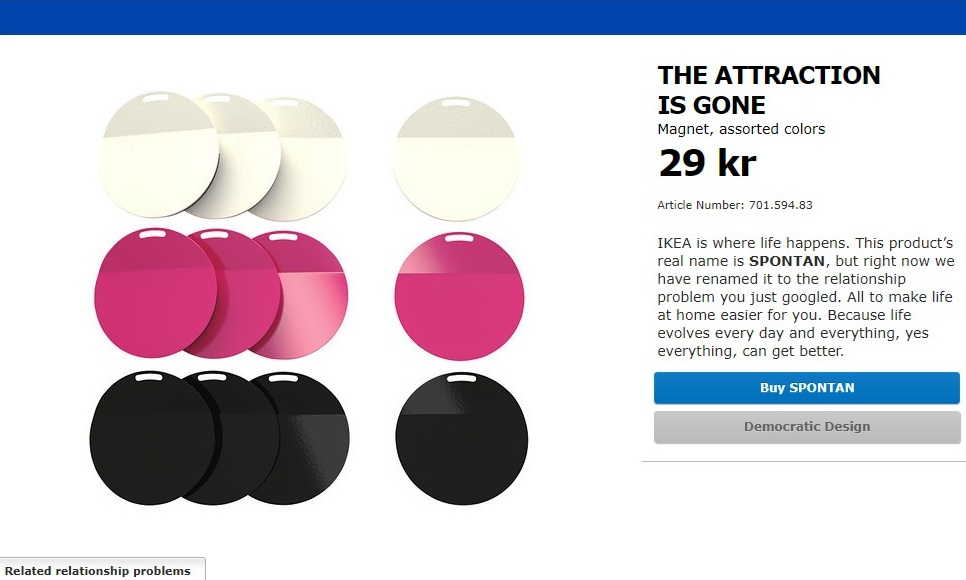 THE ATTRACTION
IS GONE
Magnet, assorted colors
29 kr
Article Number: 701.594.83
IKEA is where life happens. This product’s
real name is SPONTAN, but right now we
have renamed it to the relationship
problem you just googled. All to make life
at home easier for you. Because life
evolves every day and everything, yes
everything, can get better.
Buy SPONTAN
Democratic Design
Related relationship problems